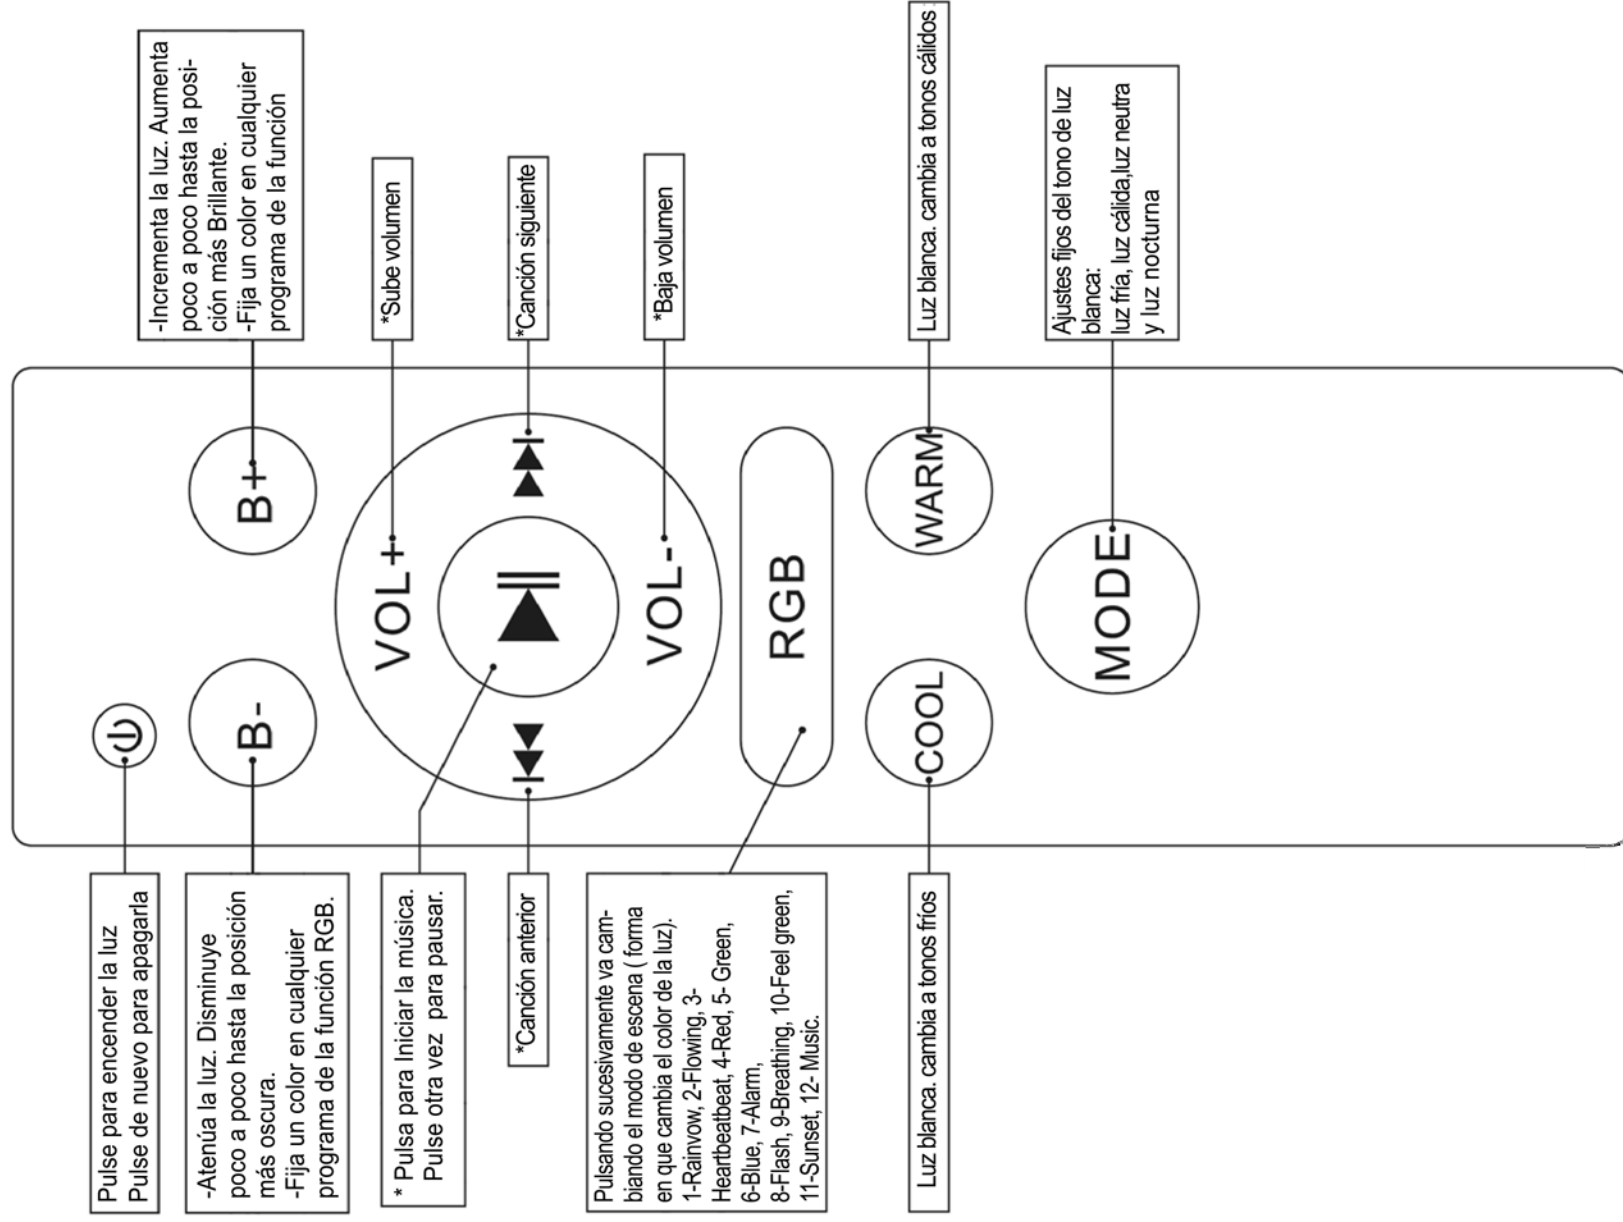 Pulse para encender la luz
Pulse de nuevo para apagarla
-Atenúa la luz. Disminuye
poco a poco hasta la posición
más oscura.
-Fija un color en cualquier
programa de la función RGB.
* Pulsa para Iniciar la música.
Pulse otra vez para pausar.
*Canción anterior
Pulsando sucesivamente va cam-
biando el modo de escena ( forma
en que cambia el color de la luz).
1-Rainvow, 2-Flowing, 3-
Heartbeatbeat, 4-Red, 5- Green,
6-Blue, 7-Alarm,
8-Flash, 9-Breathing, 10-Feel green,
11-Sunset, 12- Music.
Luz blanca. cambia a tonos fríos
B-
B+
VOL+
VOL-
RGB
COOL
WARM
MODE
-Incrementa la luz. Aumenta
poco a poco hasta la posi-
ción más Brillante.
-Fija un color en cualquier
programa de la función
*Sube volumen
*Canción siguiente
*Baja volumen
Luz blanca. cambia a tonos cálidos
Ajustes fijos del tono de luz
blanca:
luz fría, luz cálida,luz neutra
y luz nocturna